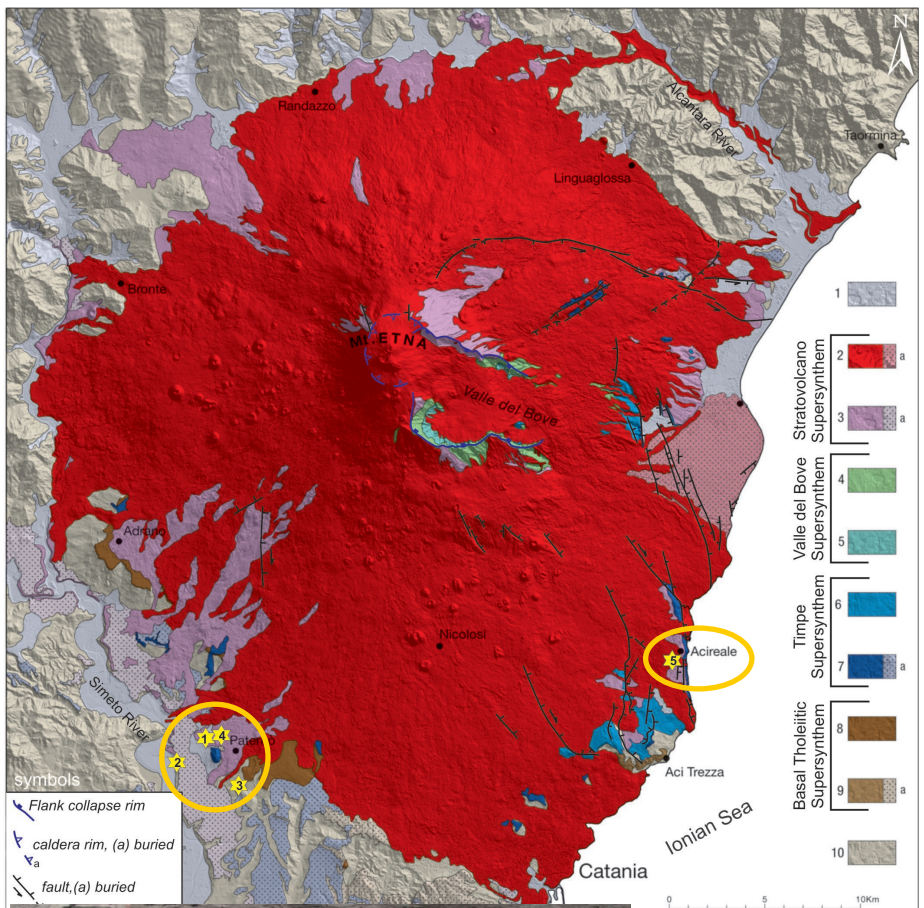 N
Randazzo
Alcantara River
Taormina
Linguaglossa
Bronte
Mt. ETNA
Valle del Bove
Adrano
Nicolosi
5
Acireale
Simeto River
1
4
Paternò
2
3
Aci Trezza
Ionian Sea
Catania
symbols
Flank collapse rim
caldera rim, (a) buried
a
fault,(a) buried
1
Stratovolcano
Supersynthem
2
a
3
a
Valle del Bove
Supersynthem
4
5
Timpe
Supersynthem
6
7
a
Basal Tholeiitic
Supersynthem
8
9
a
10
0
5
10Km